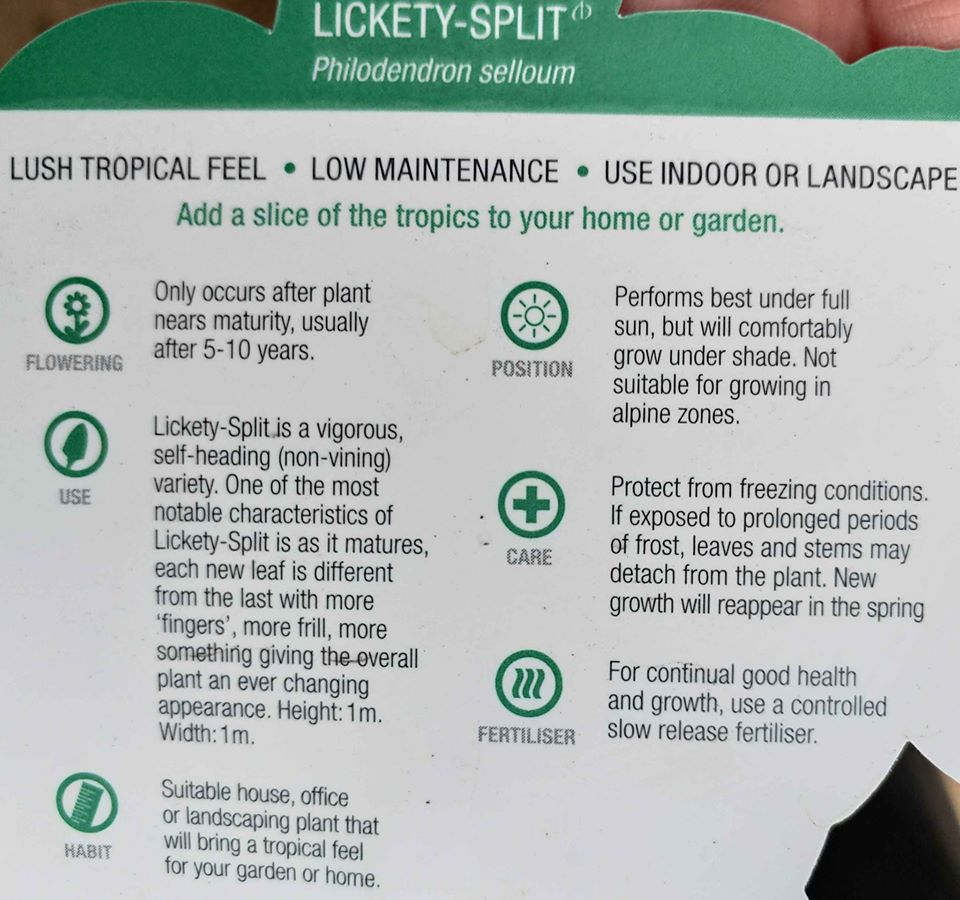 LICKETY-SPLIT
Philodendron selloum
LUSH TROPICAL FEEL • LOW MAINTENANCE • USE INDOOR OR LANDSCAPE
Add a slice of the tropics to your home or garden.
FLOWERING
Only occurs after plant
nears maturity, usually
after 5-10 years.
USE
Lickety-Split is a vigorous,
self-heading (non-vining)
variety. One of the most
notable characteristics of
Lickety-Split is as it matures,
each new leaf is different
from the last with more
‘fingers’, more frill, more
something giving the overall
plant an ever changing
appearance. Height: 1m.
Width: 1m.
HABIT
Suitable house, office
or landscaping plant that
will bring a tropical feel
for your garden or home.
POSITION
Performs best under full
sun, but will comfortably
grow under shade. Not
suitable for growing in
alpine zones.
CARE
Protect from freezing conditions.
If exposed to prolonged periods
of frost, leaves and stems may
detach from the plant. New
growth will reappear in the spring
FERTILISER
For continual good health
and growth, use a controlled
slow release fertiliser.